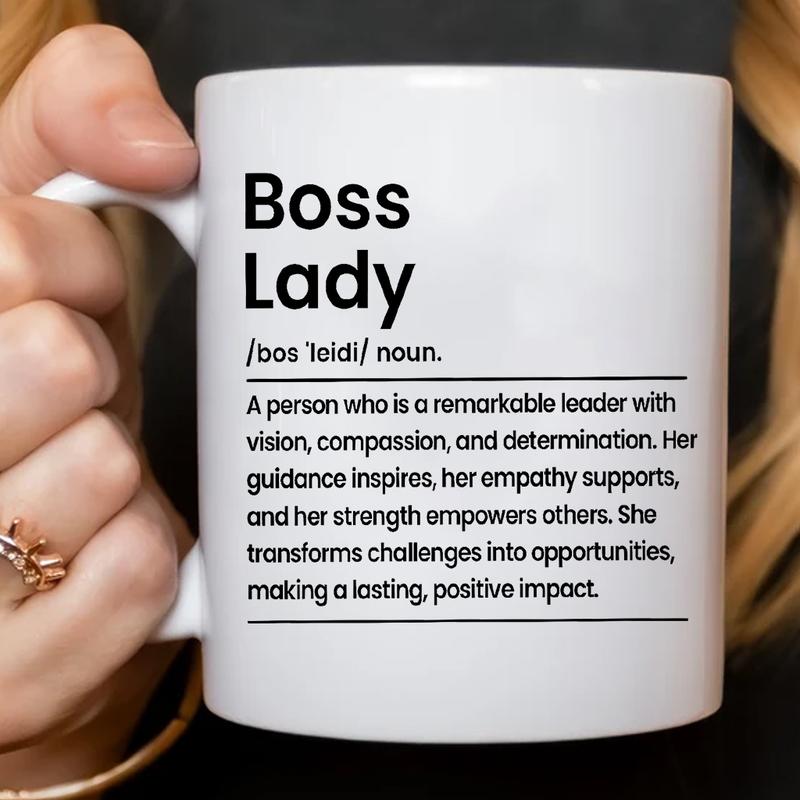 Boss
Lady
/bos 'leidi/ noun.
A person who is a remarkable leader with
vision, compassion, and determination. Her
guidance inspires, her empathy supports,
and her strength empowers others. She
transforms challenges into opportunities,
making a lasting, positive impact.